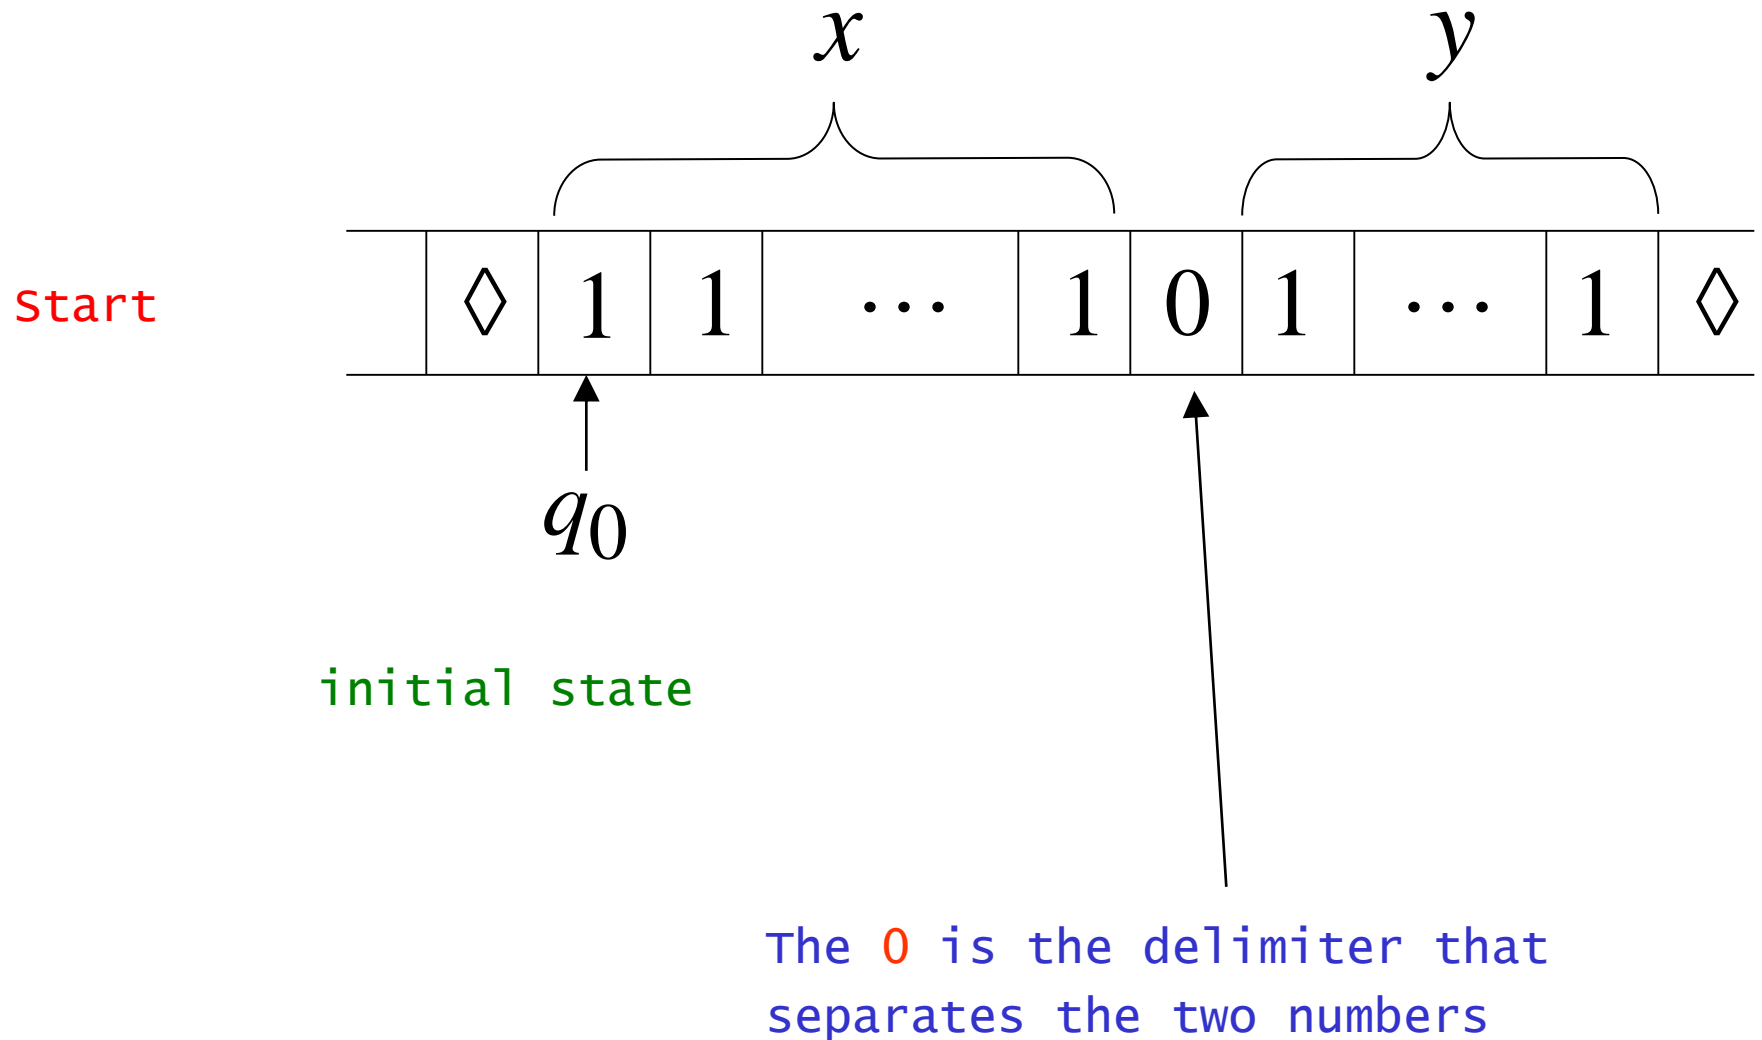 x y
Start ◊ 1 1 ⋯ 1 0 1 ⋯ 1 ◊
q₀
initial state
The 0 is the delimiter that
separates the two numbers